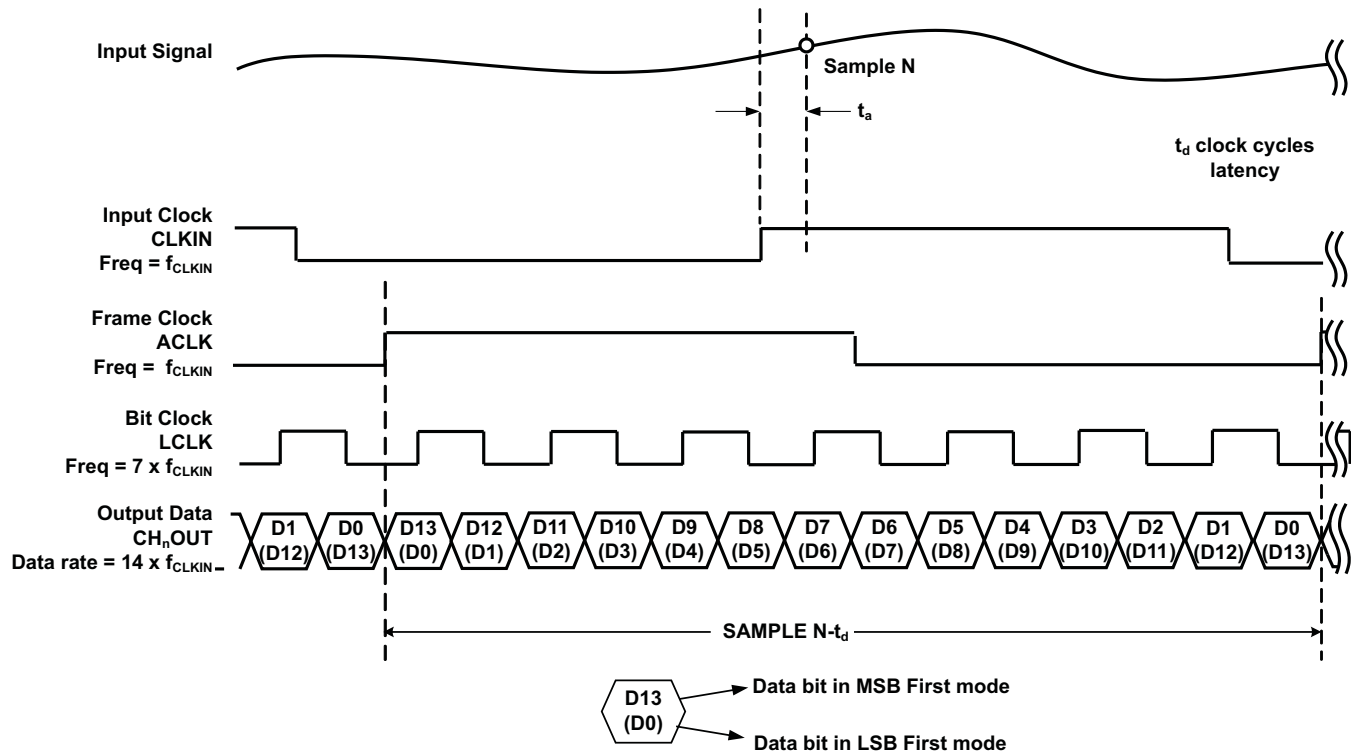 Input Signal
Sample N
tₐ
t_d clock cycles
latency
Input Clock
CLKIN
Freq = f_CLKIN
Frame Clock
ACLK
Freq = f_CLKIN
Bit Clock
LCLK
Freq = 7 x f_CLKIN
Output Data
CHₙOUT
Data rate = 14 x f_CLKIN
D1 D0 D13 D12 D11 D10 D9 D8 D7 D6 D5 D4 D3 D2 D1 D0
(D12) (D13) (D0) (D1) (D2) (D3) (D4) (D5) (D6) (D7) (D8) (D9) (D10) (D11) (D12) (D13)
SAMPLE N-t_d
D13
(D0)
Data bit in MSB First mode
Data bit in LSB First mode